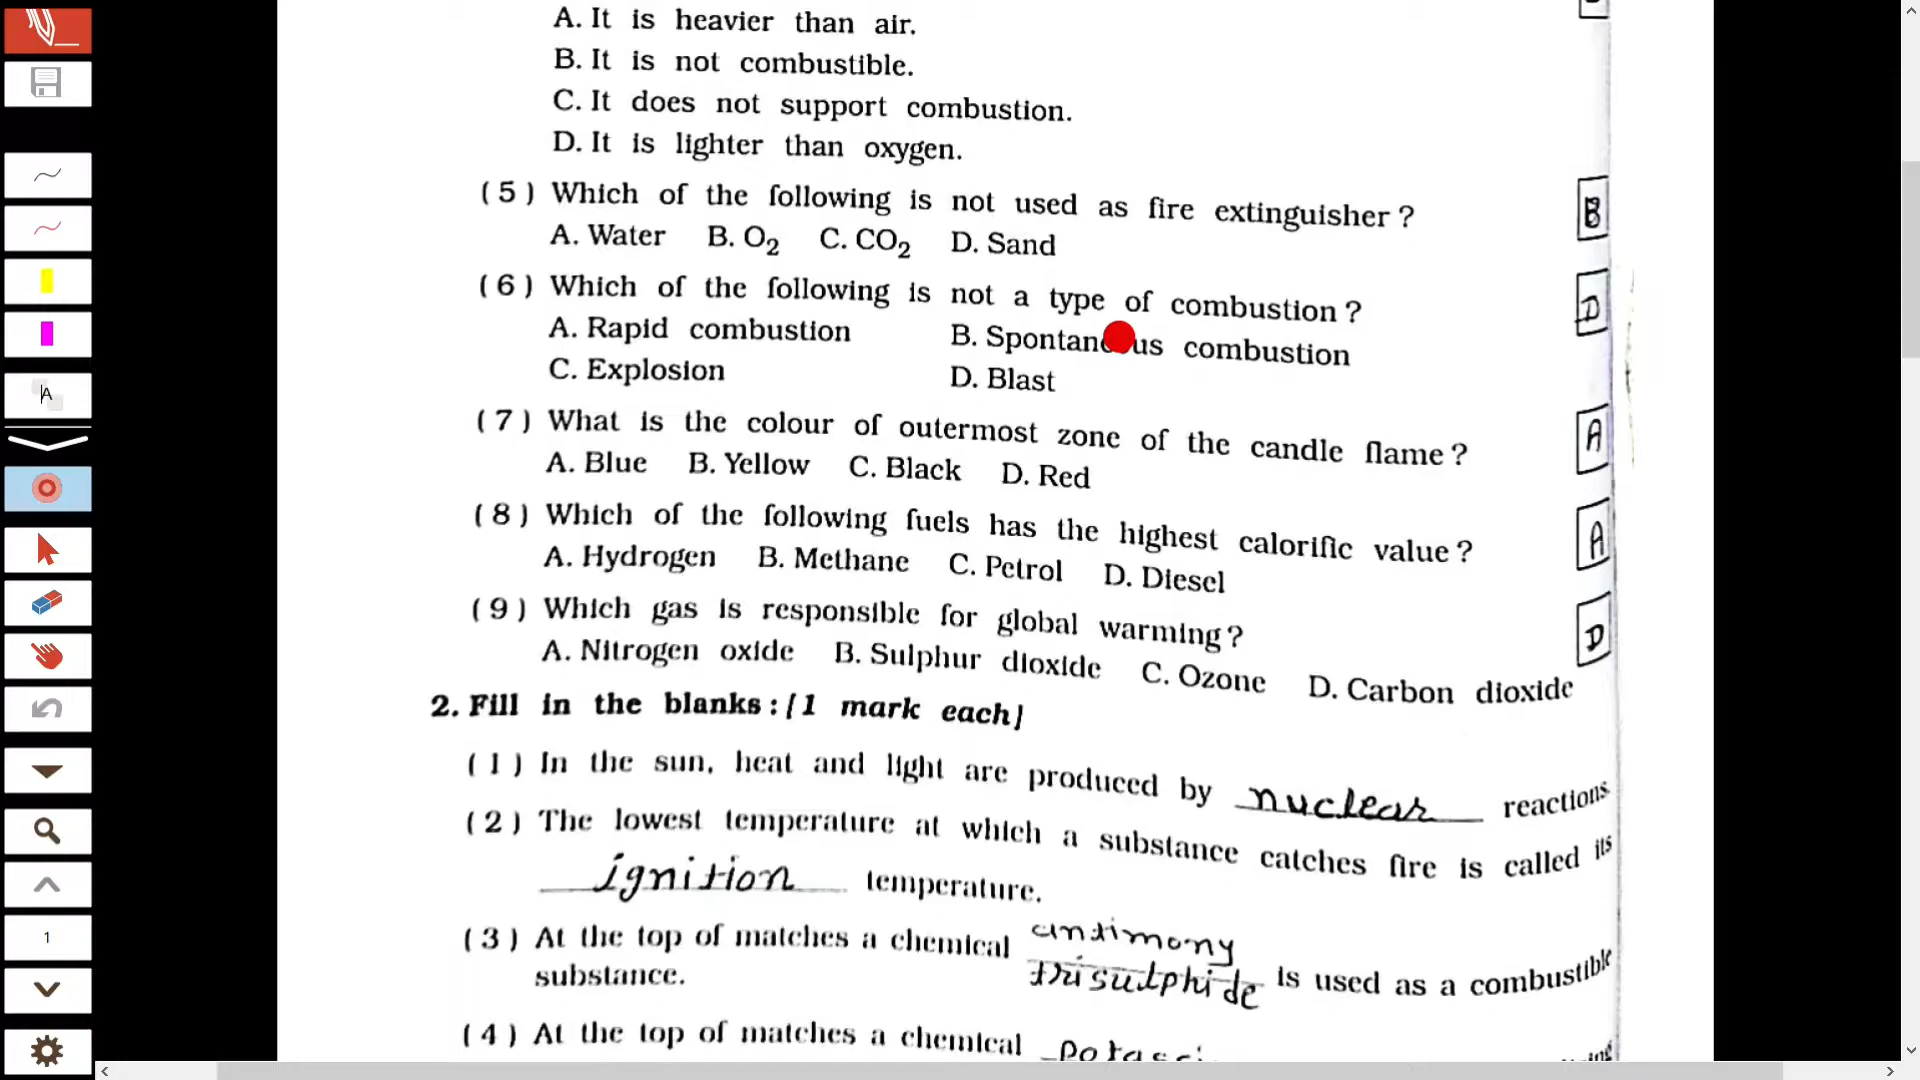 A. It is heavier than air.
B. It is not combustible.
C. It does not support combustion.
D. It is lighter than oxygen.
(5) Which of the following is not used as fire extinguisher? B
A. Water B. O2 C. CO2 D. Sand
(6) Which of the following is not a type of combustion? D
A. Rapid combustion B. Spontaneous combustion
C. Explosion D. Blast
(7) What is the colour of outermost zone of the candle flame? A
A. Blue B. Yellow C. Black D. Red
(8) Which of the following fuels has the highest calorific value? A
A. Hydrogen B. Methane C. Petrol D. Diesel
(9) Which gas is responsible for global warming? D
A. Nitrogen oxide B. Sulphur dioxide C. Ozone D. Carbon dioxide
2. Fill in the blanks: [1 mark each]
(1) In the sun, heat and light are produced by nuclear reactions
(2) The lowest temperature at which a substance catches fire is called its
ignition temperature.
(3) At the top of matches a chemical antimony
trisulphide is used as a combustible
substance.
(4) At the top of matches a chemical
A
1